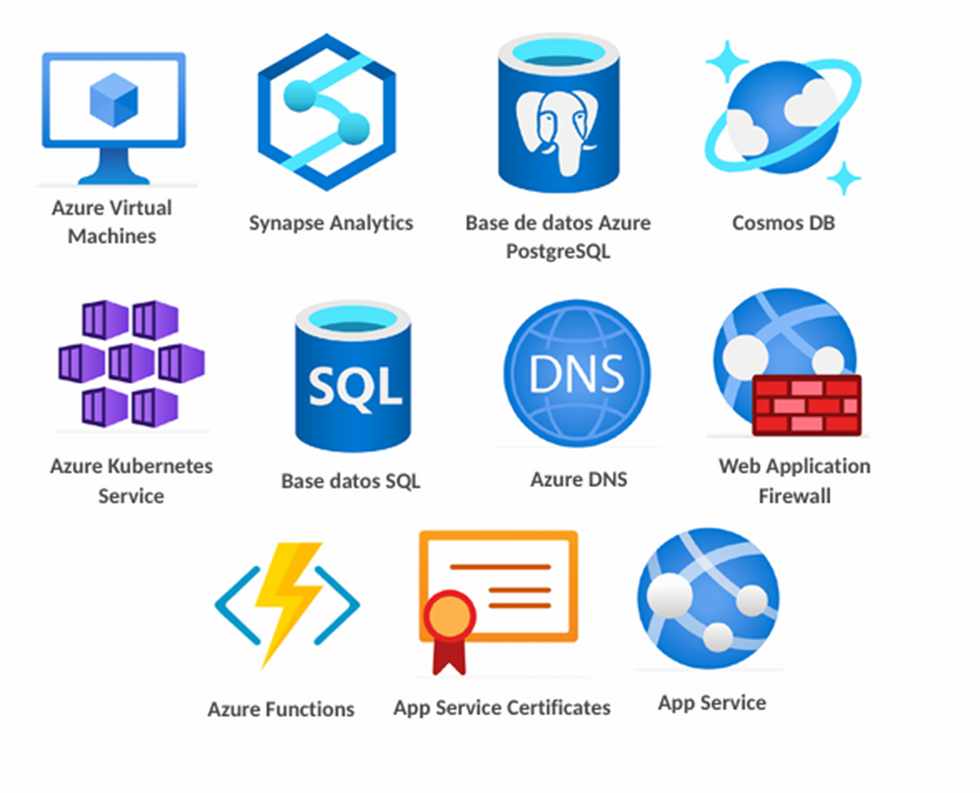 Azure Virtual
Machines
Synapse Analytics
Base de datos Azure
PostgreSQL
Cosmos DB
SQL
DNS
Azure Kubernetes
Service
Base datos SQL
Azure DNS
Web Application
Firewall
Azure Functions
App Service Certificates
App Service